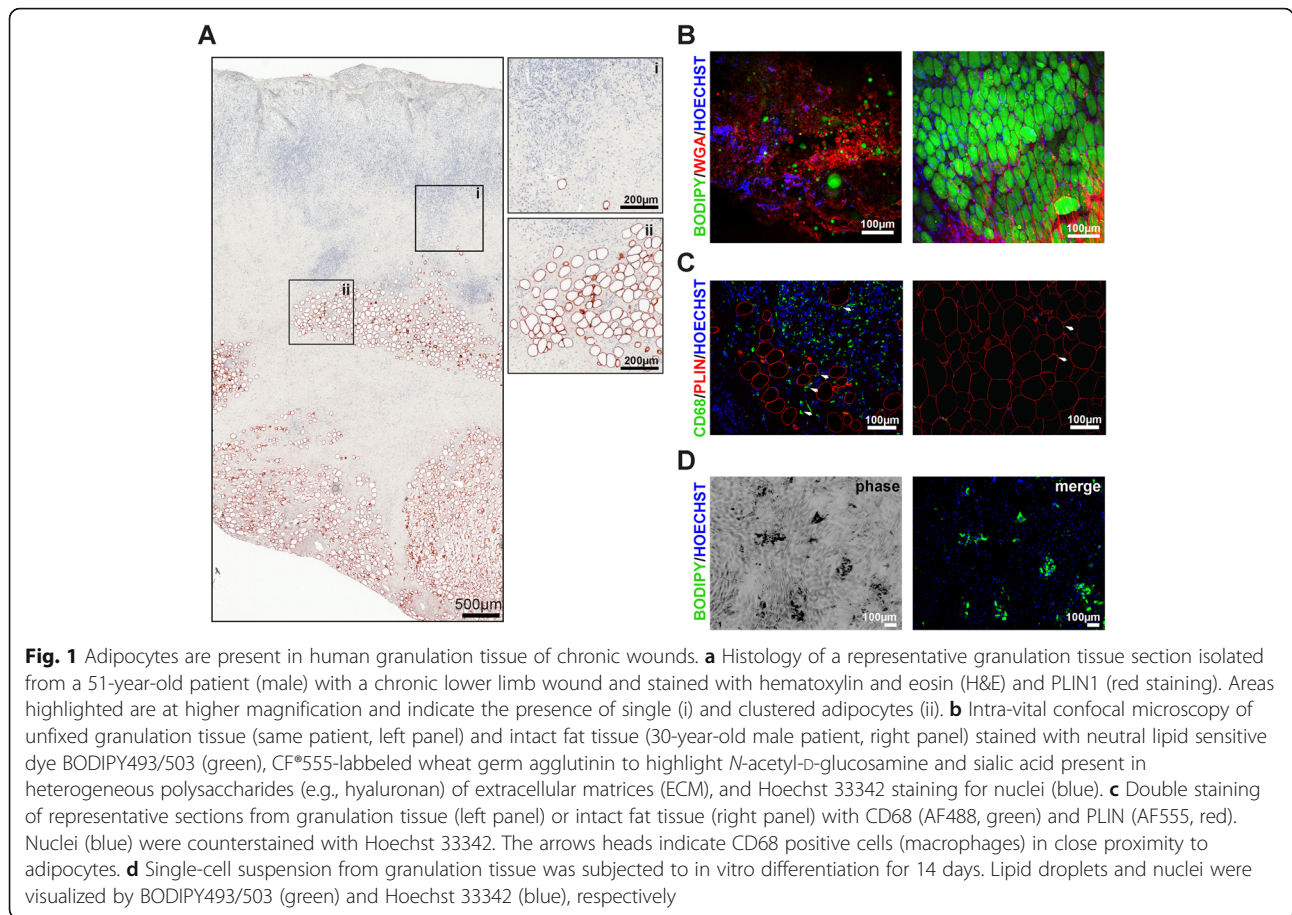 A
i
ii
500µm
i
200µm
ii
200µm
B
BODIPY/WGA/HOECHST
100µm
100µm
C
CD68/PLIN/HOECHST
100µm
100µm
D
BODIPY/HOECHST
phase
100µm
merge
100µm
Fig. 1 Adipocytes are present in human granulation tissue of chronic wounds. a Histology of a representative granulation tissue section isolated
from a 51-year-old patient (male) with a chronic lower limb wound and stained with hematoxylin and eosin (H&E) and PLIN1 (red staining). Areas
highlighted are at higher magnification and indicate the presence of single (i) and clustered adipocytes (ii). b Intra-vital confocal microscopy of
unfixed granulation tissue (same patient, left panel) and intact fat tissue (30-year-old male patient, right panel) stained with neutral lipid sensitive
dye BODIPY493/503 (green), CF®555-labbeled wheat germ agglutinin to highlight N-acetyl-D-glucosamine and sialic acid present in
heterogeneous polysaccharides (e.g., hyaluronan) of extracellular matrices (ECM), and Hoechst 33342 staining for nuclei (blue). c Double staining
of representative sections from granulation tissue (left panel) or intact fat tissue (right panel) with CD68 (AF488, green) and PLIN (AF555, red).
Nuclei (blue) were counterstained with Hoechst 33342. The arrows heads indicate CD68 positive cells (macrophages) in close proximity to
adipocytes. d Single-cell suspension from granulation tissue was subjected to in vitro differentiation for 14 days. Lipid droplets and nuclei were
visualized by BODIPY493/503 (green) and Hoechst 33342 (blue), respectively